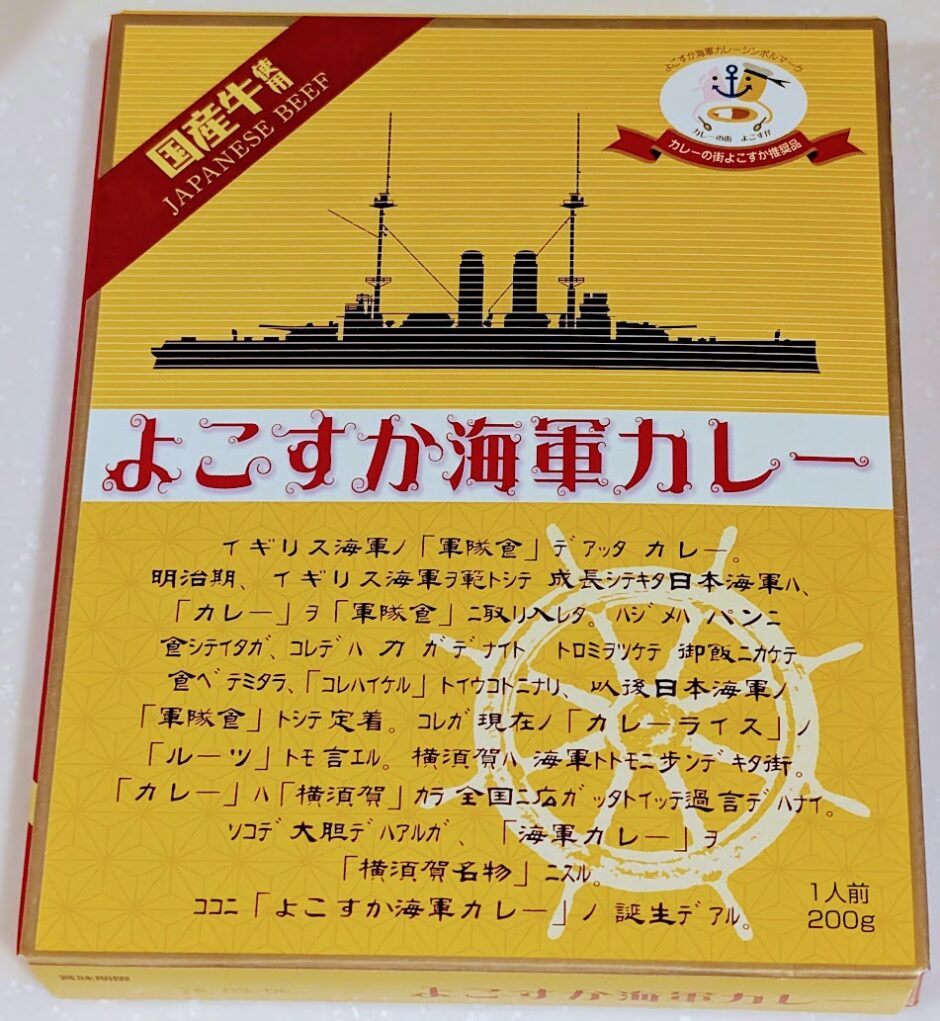 国産牛使用
JAPANESE BEEF
よこすか海軍カレーシンボルマーク
カレーの街 よこすか
カレーの街よこすか推奨品
よこすか海軍カレー
イギリス海軍ノ「軍隊食」デアッタ カレー。
明治期、イギリス海軍ヲ範トシテ 成長シテキタ日本海軍ハ、
「カレー」ヲ「軍隊食」ニ取リ入レタ。ハジメハ パンニ
食シテイタガ、コレデハ 力 ガ デナイト トロミヲツケテ 御飯ニカケテ
食ベテミタラ、「コレハイケル」トイウコトニナリ、以後日本海軍ノ
「軍隊食」トシテ 定着。コレガ 現在ノ「カレーライス」ノ
「ルーツ」トモ言エル。横須賀ハ 海軍トトモニ歩ンデキタ街。
「カレー」ハ「横須賀」カラ 全国ニ広ガッタトイッテ過言デハナイ。
ソコデ 大胆デハアルガ、「海軍カレー」ヲ
「横須賀名物」ニスル。
ココニ「よこすか海軍カレー」ノ 誕生デアル。
1人前
200g
賞味期限
よこすか海軍カレー